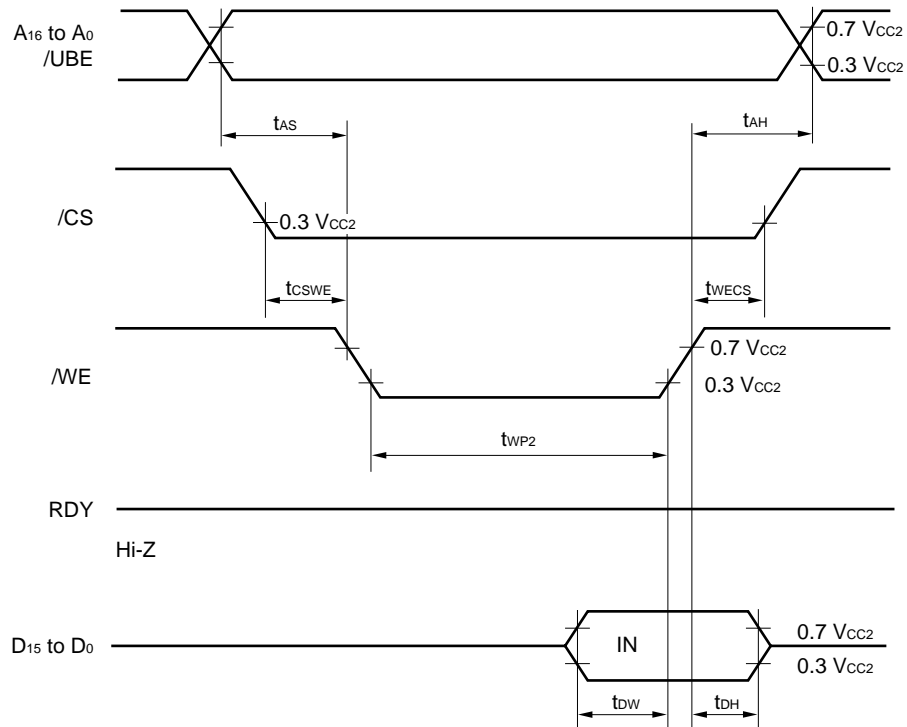 A16 to A0
/UBE
0.7 VCC2
0.3 VCC2
tAS
tAH
/CS
0.3 VCC2
tCSWE
tWECS
/WE
0.7 VCC2
0.3 VCC2
tWP2
RDY
Hi-Z
D15 to D0
IN
0.7 VCC2
0.3 VCC2
tDW
tDH